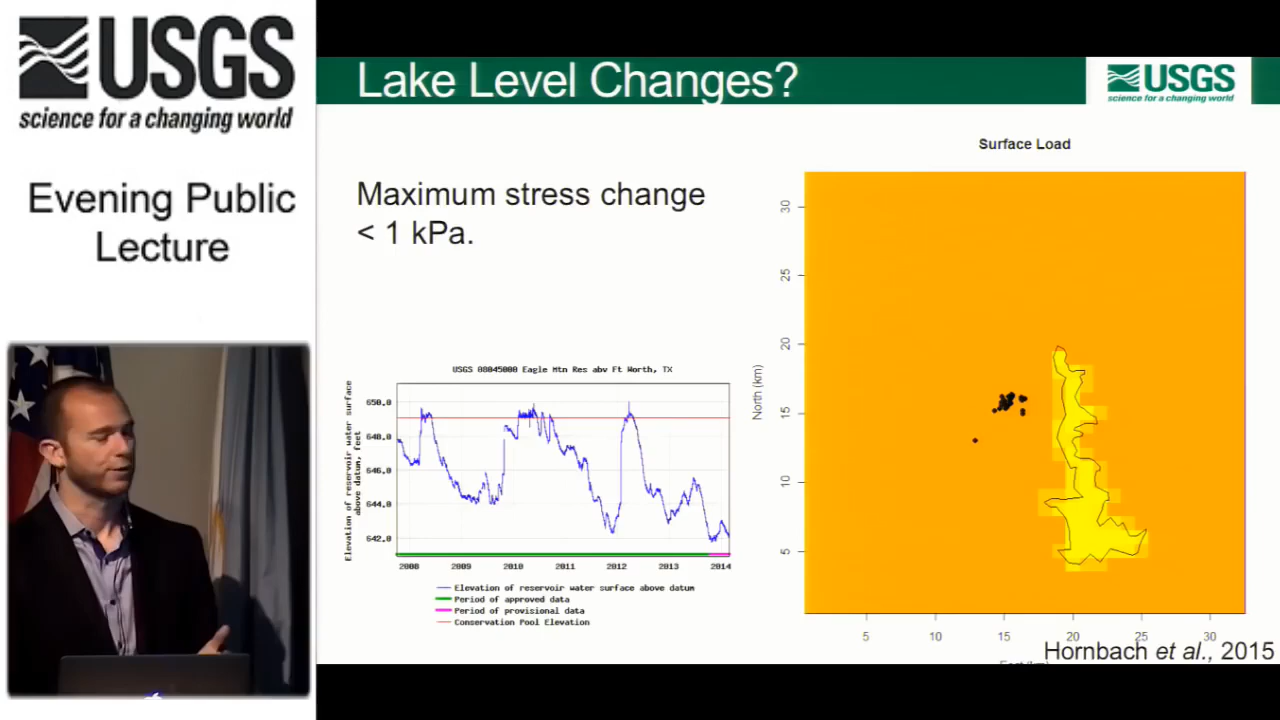 USGS
science for a changing world
Evening Public
Lecture
Lake Level Changes?
USGS
science for a changing world
Maximum stress change
< 1 kPa.
USGS 08045000 Eagle Mtn Res abv Ft Worth, TX
Elevation of reservoir water surface
above datum, feet
650.0
648.0
646.0
644.0
642.0
2008
2009
2010
2011
2012
2013
2014
Elevation of reservoir water surface above datum
Period of approved data
Period of provisional data
Conservation Pool Elevation
Surface Load
North (km)
30
25
20
15
10
5
5
10
15
20
25
30
Hornbach et al., 2015